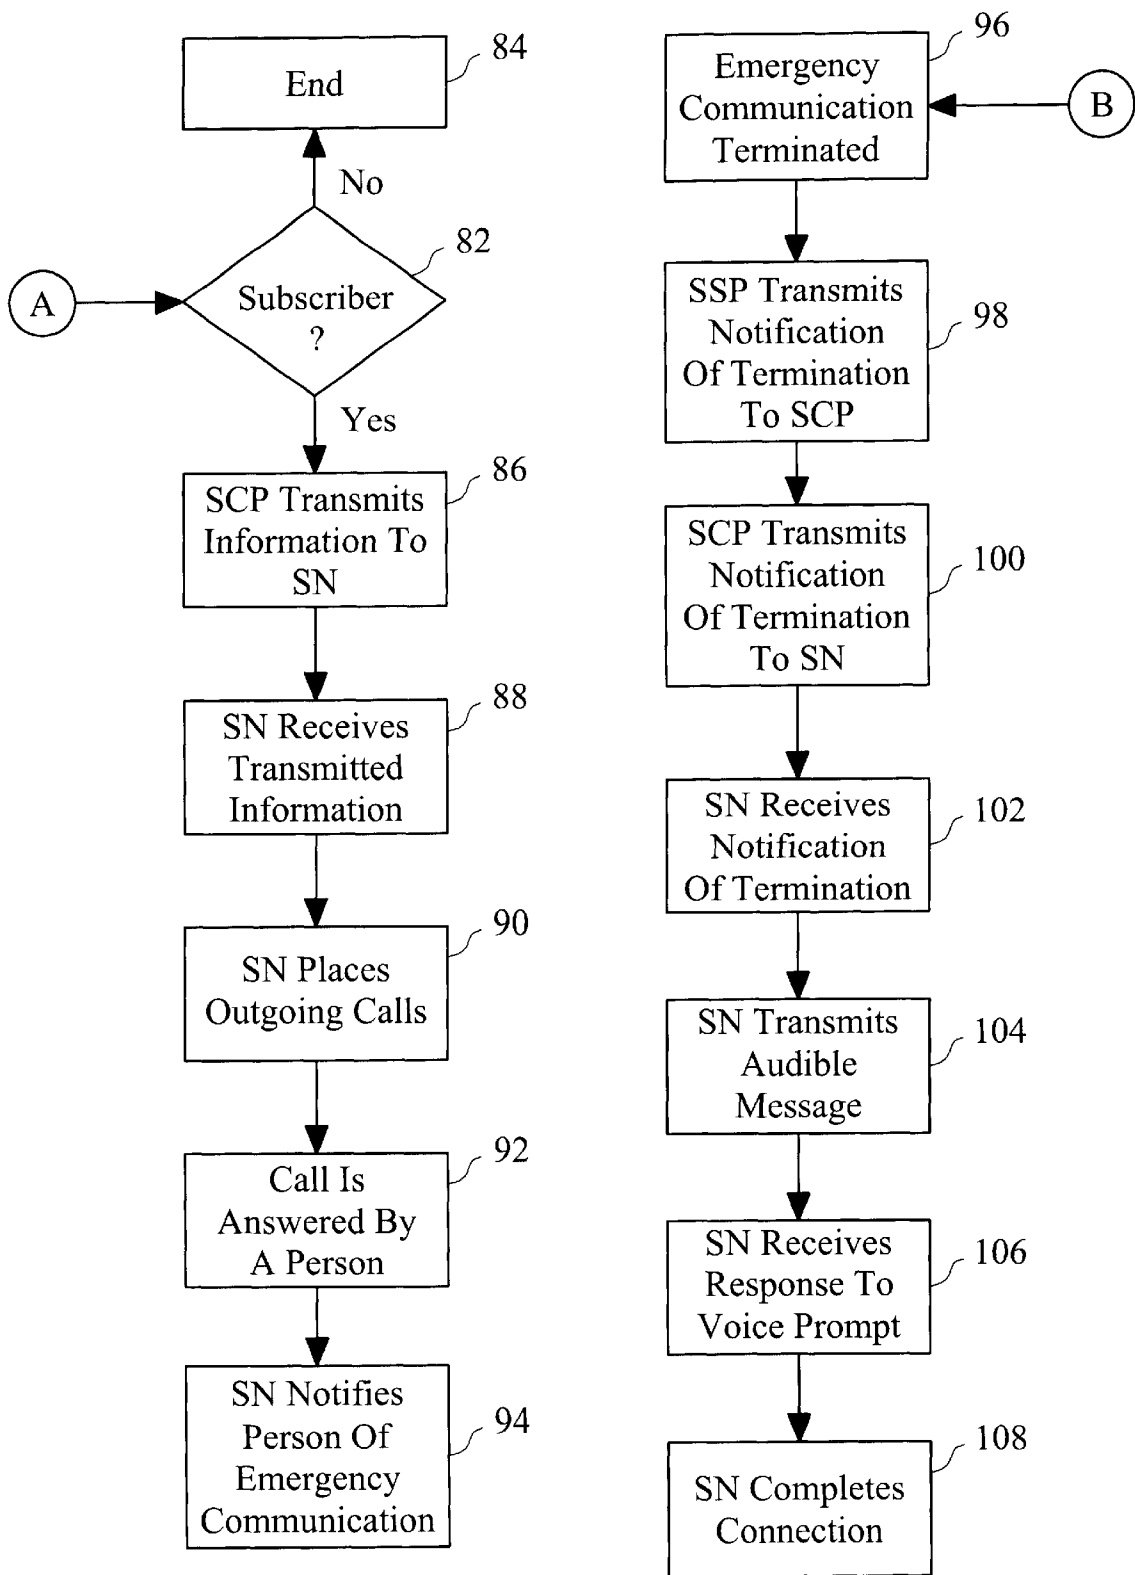 84
End
No
82
A
Subscriber
?
Yes
86
SCP Transmits
Information To
SN
88
SN Receives
Transmitted
Information
90
SN Places
Outgoing Calls
92
Call Is
Answered By
A Person
94
SN Notifies
Person Of
Emergency
Communication
96
Emergency
Communication
Terminated
B
98
SSP Transmits
Notification
Of Termination
To SCP
100
SCP Transmits
Notification
Of Termination
To SN
102
SN Receives
Notification
Of Termination
104
SN Transmits
Audible
Message
106
SN Receives
Response To
Voice Prompt
108
SN Completes
Connection